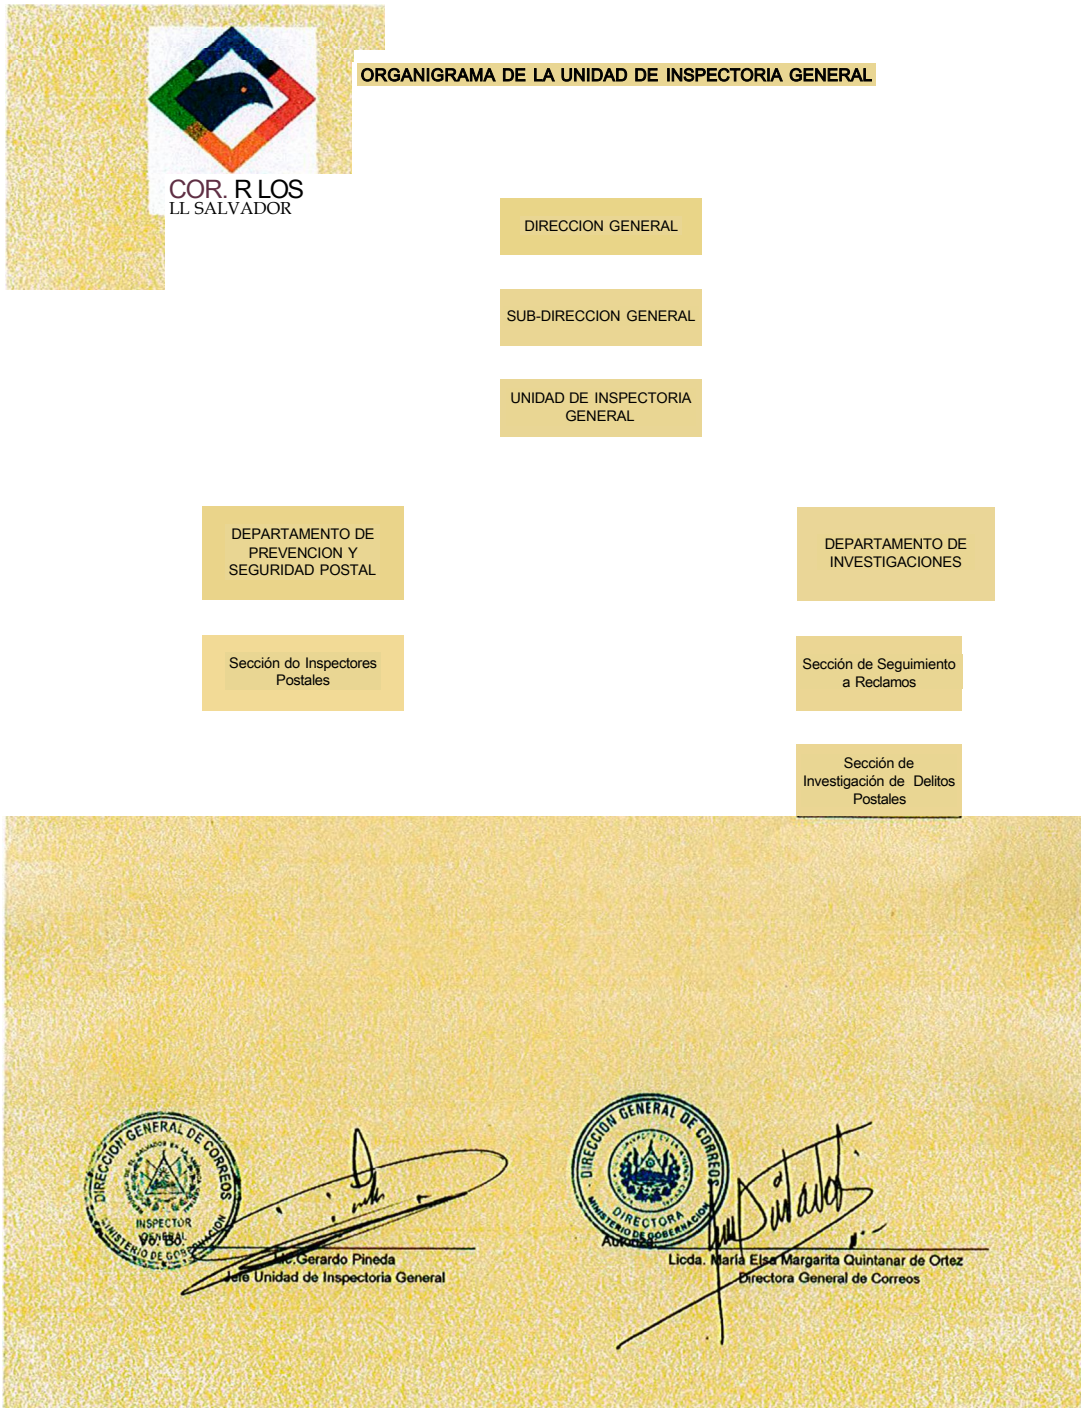 ORGANIGRAMA DE LA UNIDAD DE INSPECTORIA GENERAL
COR. R LOS
LL SALVADOR
DIRECCION GENERAL
SUB-DIRECCION GENERAL
UNIDAD DE INSPECTORIA
GENERAL
DEPARTAMENTO DE
PREVENCION Y
SEGURIDAD POSTAL
DEPARTAMENTO DE
INVESTIGACIONES
Sección do Inspectores
Postales
Sección de Seguimiento
a Reclamos
Sección de
Investigación de Delitos
Postales
DIRECCION GENERAL DE CORREOS
INSPECTOR
GENERAL
MINISTERIO DE GOBERNACION
Vo. Bo.
Lic. Gerardo Pineda
Jefe Unidad de Inspectoria General
DIRECCION GENERAL DE CORREOS
DIRECTORA
MINISTERIO DE GOBERNACION
Autoriza:
Licda. María Elsa Margarita Quintanar de Ortez
Directora General de Correos